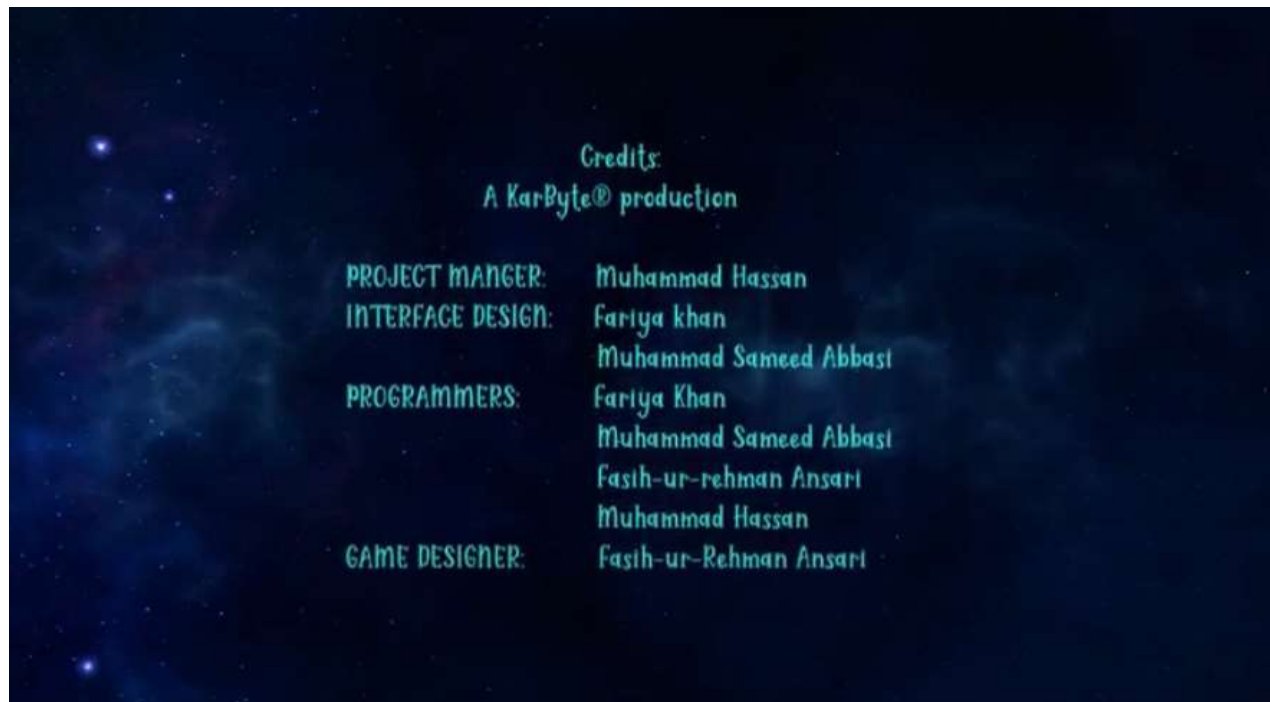 Credits:
A KarByte® production
PROJECT MANGER: Muhammad Hassan
INTERFACE DESIGN: Fariya khan
Muhammad Sameed Abbasi
PROGRAMMERS: Fariya Khan
Muhammad Sameed Abbasi
Fasih-ur-rehman Ansari
Muhammad Hassan
GAME DESIGNER: Fasih-ur-Rehman Ansari